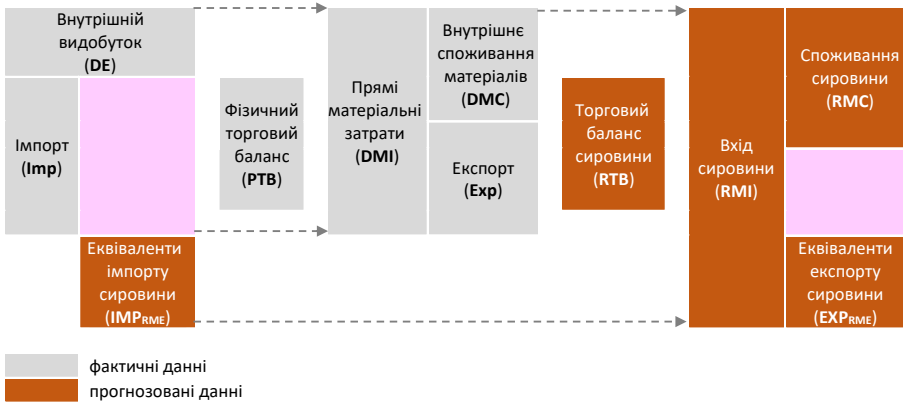 Внутрішній
видобуток
(DE)
Імпорт
(Imp)
Еквіваленти
імпорту
сировини
(IMPRME)
Фізичний
торговий
баланс
(PTB)
Прямі
матеріальні
затрати
(DMI)
Внутрішнє
споживання
матеріалів
(DMC)
Експорт
(Exp)
Торговий
баланс
сировини
(RTB)
Вхід
сировини
(RMI)
Споживання
сировини
(RMC)
Еквіваленти
експорту
сировини
(EXPRME)
фактичні данні
прогнозовані данні